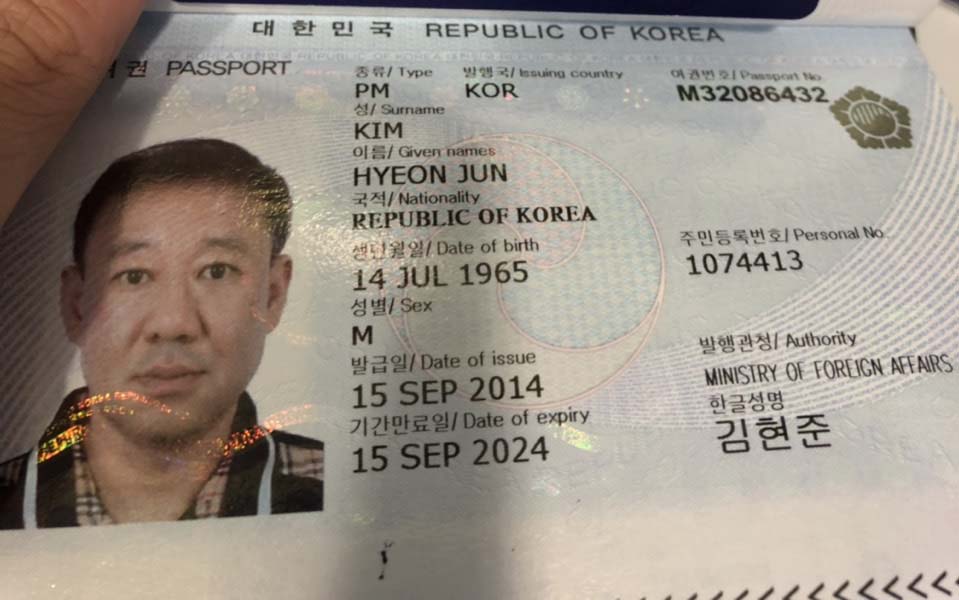 대한민국 REPUBLIC OF KOREA
권 PASSPORT
종류/ Type 발행국/ Issuing country 여권번호/ Passport No.
PM KOR M32086432
성/ Surname
KIM
이름/ Given names
HYEON JUN
국적/ Nationality
REPUBLIC OF KOREA
생년월일/ Date of birth 주민등록번호/ Personal No.
14 JUL 1965 1074413
성별/ Sex
M
발급일/ Date of issue 발행관청/ Authority
15 SEP 2014 MINISTRY OF FOREIGN AFFAIRS
기간만료일/ Date of expiry 한글성명
15 SEP 2024 김현준